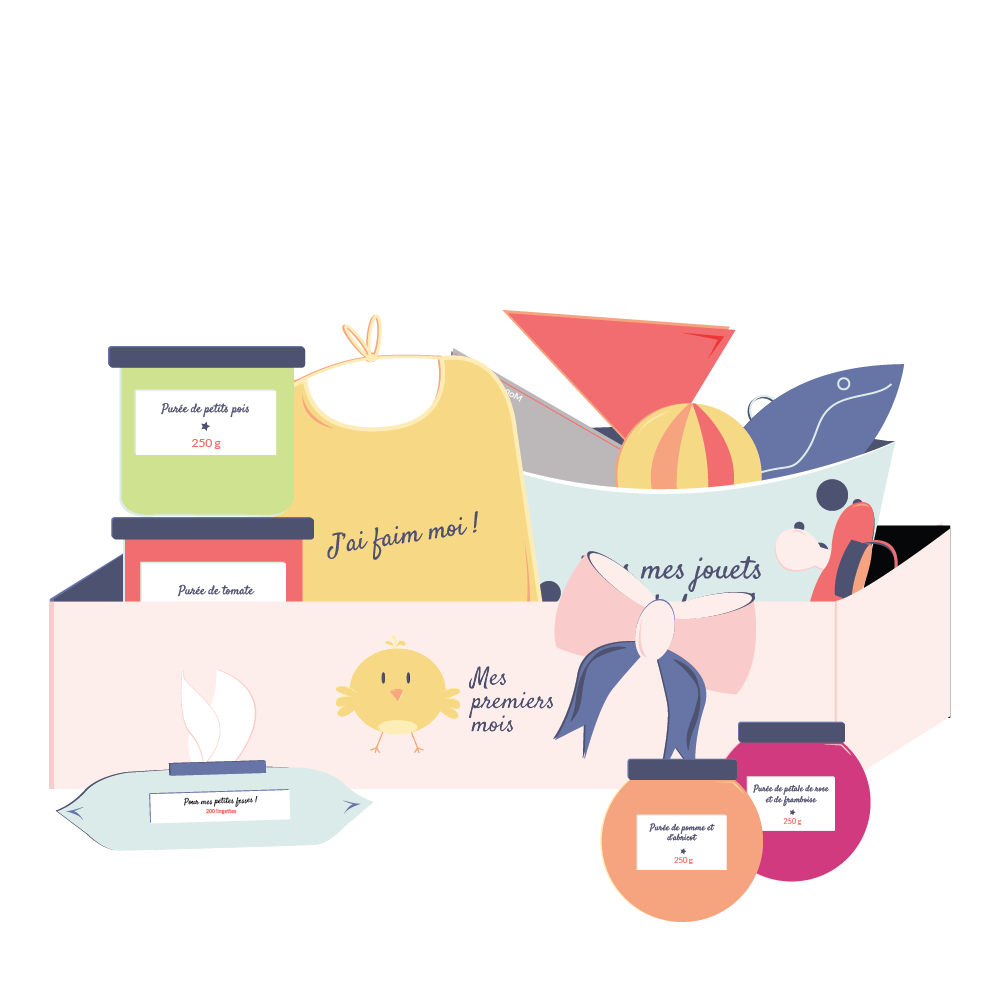 Purée de petits pois
250 g
J'ai faim moi !
Purée de tomate
mes jouets
Mes
premiers
mois
Pour mes petites fesses !
200 lingettes
Purée de pétale de rose
et de framboise
250 g
Purée de pomme et
d'abricot
250 g